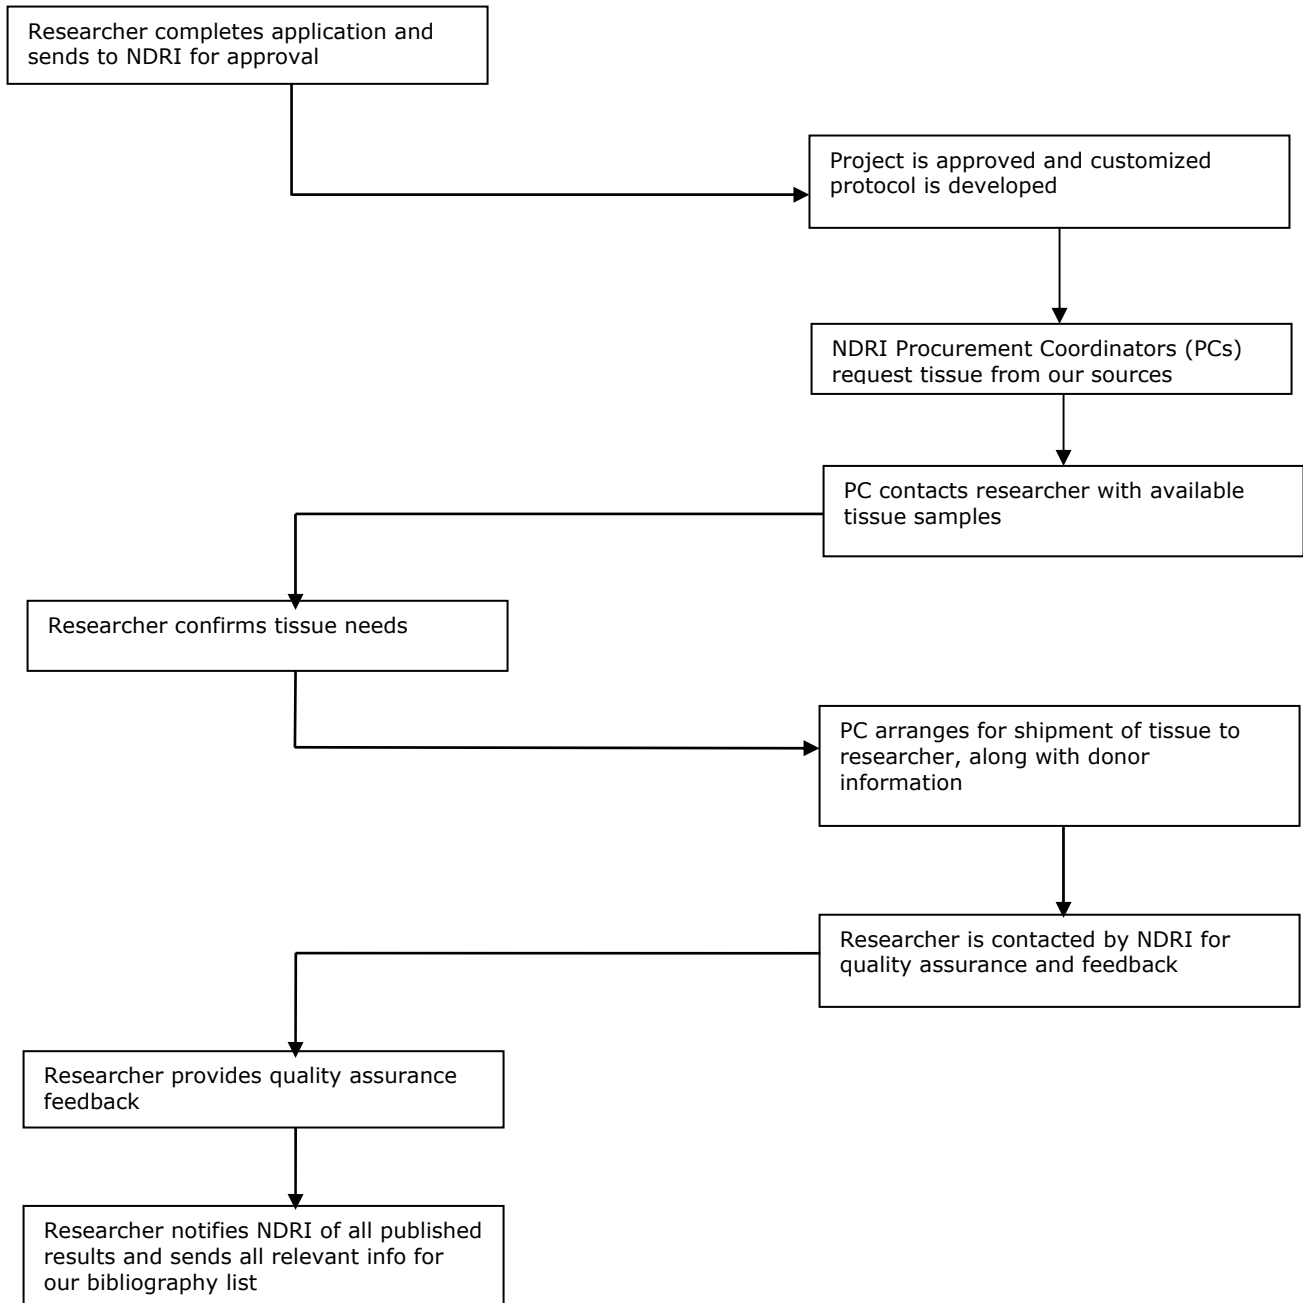 Researcher completes application and
sends to NDRI for approval
Project is approved and customized
protocol is developed
NDRI Procurement Coordinators (PCs)
request tissue from our sources
PC contacts researcher with available
tissue samples
Researcher confirms tissue needs
PC arranges for shipment of tissue to
researcher, along with donor
information
Researcher is contacted by NDRI for
quality assurance and feedback
Researcher provides quality assurance
feedback
Researcher notifies NDRI of all published
results and sends all relevant info for
our bibliography list